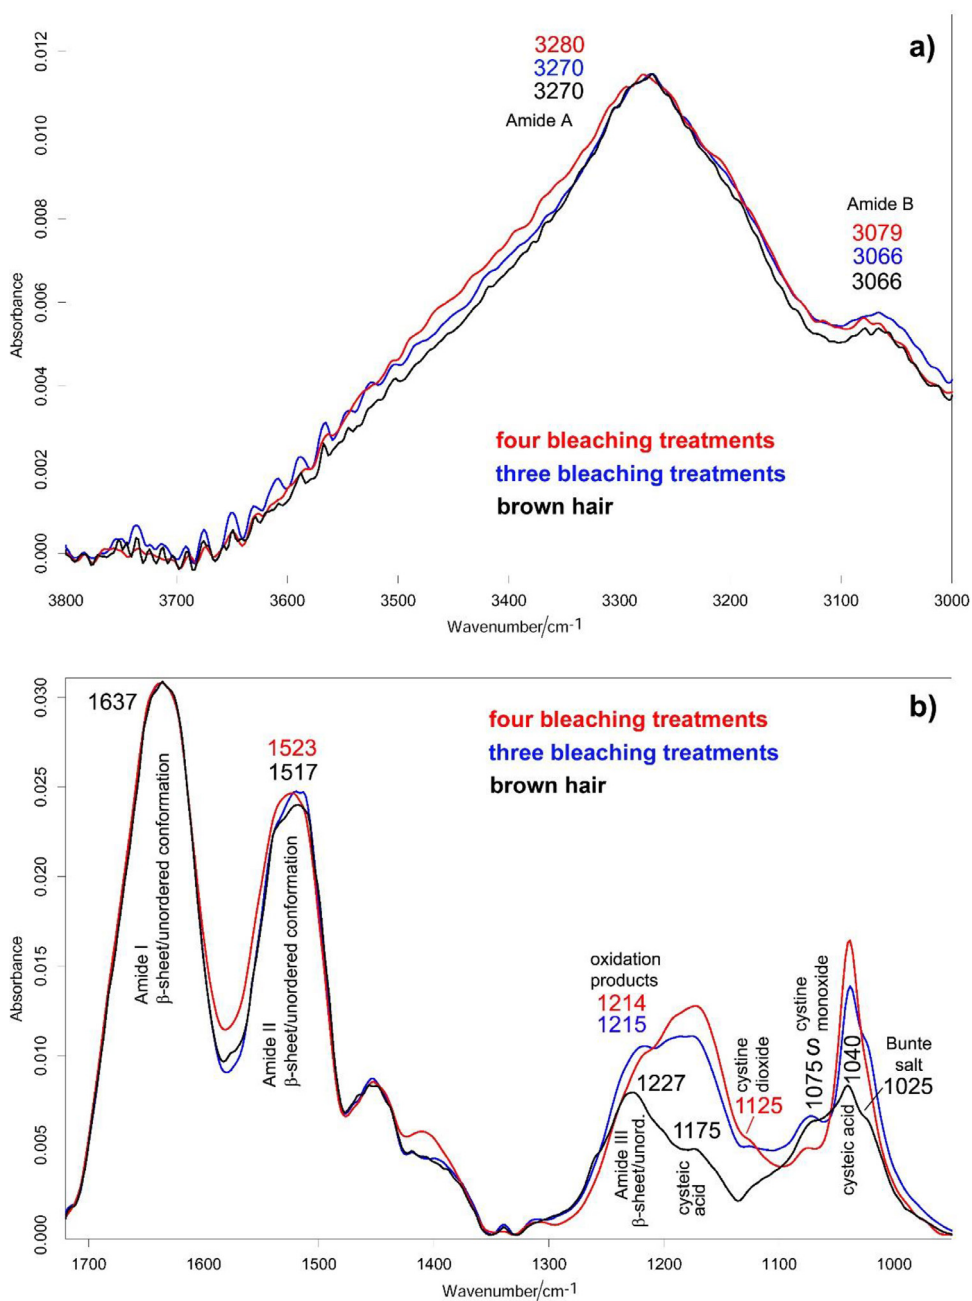 a)
3280
3270
3270
Amide A
Amide B
3079
3066
3066
four bleaching treatments
three bleaching treatments
brown hair
Absorbance
0.012
0.010
0.008
0.006
0.004
0.002
0.000
3800 3700 3600 3500 3400 3300 3200 3100 3000
Wavenumber/cm-1
b)
1637
1523
1517
four bleaching treatments
three bleaching treatments
brown hair
Amide I
β-sheet/unordered conformation
Amide II
β-sheet/unordered conformation
oxidation
products
1214
1215
1227
Amide III
β-sheet/unord.
1175
cysteic
acid
cystine
dioxide
1125
cystine
monoxide
1075 S
1040
cysteic acid
Bunte
salt
1025
Absorbance
0.030
0.025
0.020
0.015
0.010
0.005
0.000
1700 1600 1500 1400 1300 1200 1100 1000
Wavenumber/cm-1